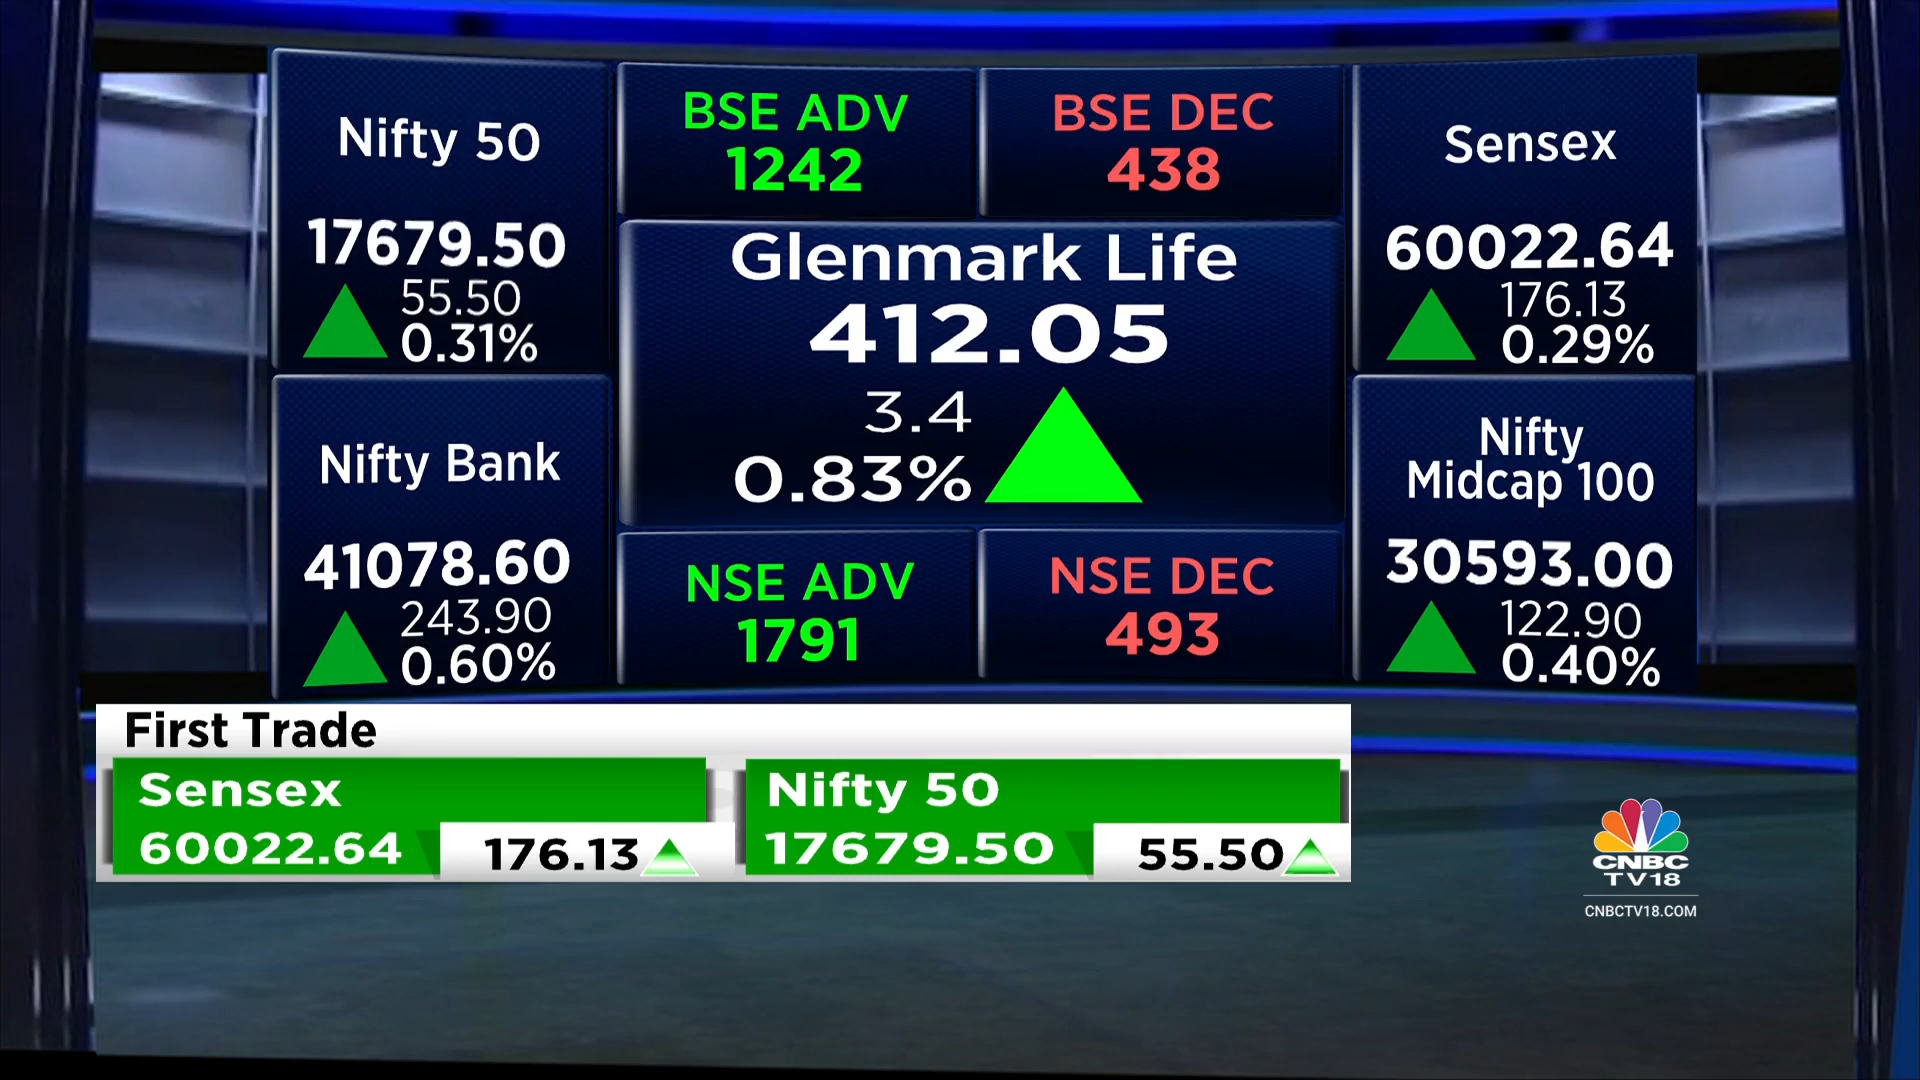 Nifty 50
17679.50
55.50
0.31%
BSE ADV
1242
BSE DEC
438
Sensex
60022.64
176.13
0.29%
Glenmark Life
412.05
3.4
0.83%
Nifty Bank
41078.60
243.90
0.60%
NSE ADV
1791
NSE DEC
493
Nifty
Midcap 100
30593.00
122.90
0.40%
First Trade
Sensex
60022.64
176.13
Nifty 50
17679.50
55.50
CNBC
TV18
CNBCTV18.COM